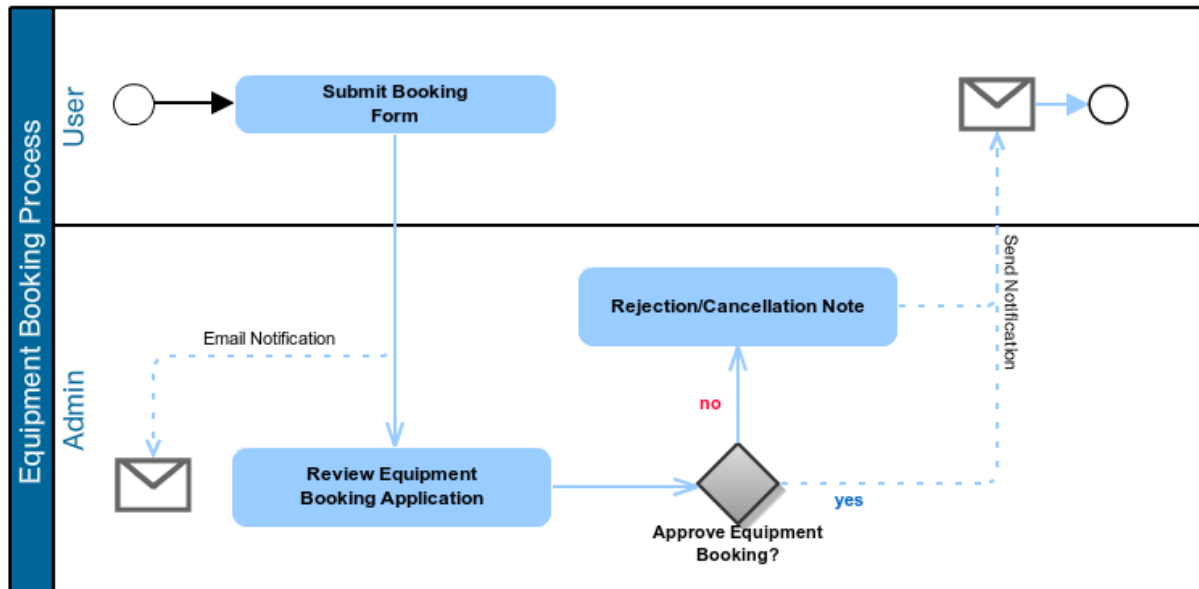 Equipment Booking Process
User
Submit Booking
Form
Admin
Send Notification
Rejection/Cancellation Note
Email Notification
no
Review Equipment
Booking Application
yes
Approve Equipment
Booking?